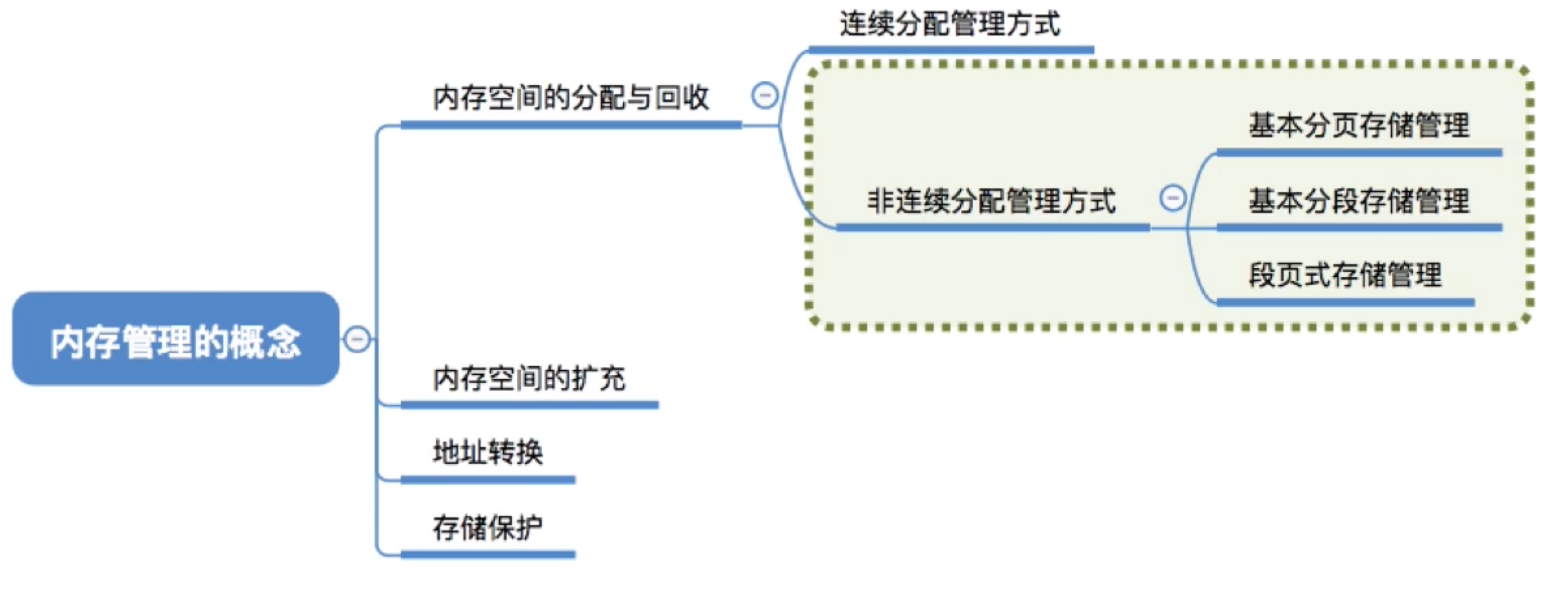 连续分配管理方式
内存空间的分配与回收
基本分页存储管理
非连续分配管理方式
基本分段存储管理
段页式存储管理
内存管理的概念
内存空间的扩充
地址转换
存储保护